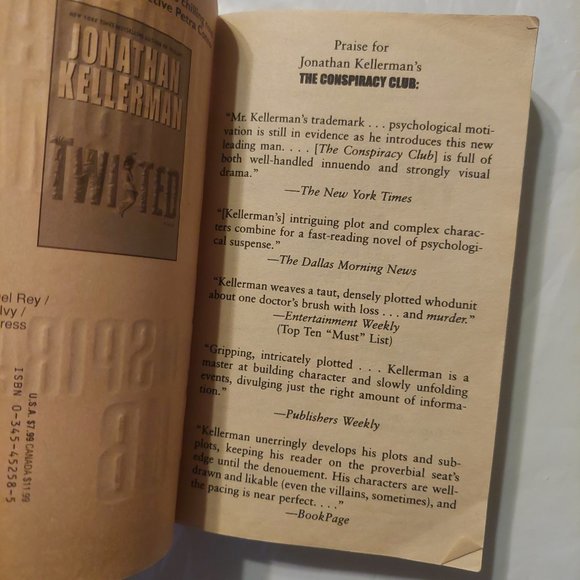 chilling
ctive Petra Con
JONATHAN
KELLERMAN
TWISTED
el Rey /
lvy /
ress
U.S.A. $7.99 CANADA $11.99
ISBN 0-345-45258-5
Praise for
Jonathan Kellerman's
THE CONSPIRACY CLUB:
"Mr. Kellerman's trademark . . . psychological moti-
vation is still in evidence as he introduces this new
leading man. . . . [The Conspiracy Club] is full of
both well-handled innuendo and strongly visual
drama."
—The New York Times
"[Kellerman's] intriguing plot and complex charac-
ters combine for a fast-reading novel of psychologi-
cal suspense."
—The Dallas Morning News
"Kellerman weaves a taut, densely plotted whodunit
about one doctor's brush with loss . . . and murder."
—Entertainment Weekly
(Top Ten "Must" List)
"Gripping, intricately plotted . . . Kellerman is a
master at building character and slowly unfolding
events, divulging just the right amount of informa-
tion."
—Publishers Weekly
"Kellerman unerringly develops his plots and sub-
plots, keeping his reader on the proverbial seat's
edge until the denouement. His characters are well-
drawn and likable (even the villains, sometimes), and
the pacing is near perfect. . . ."
—BookPage